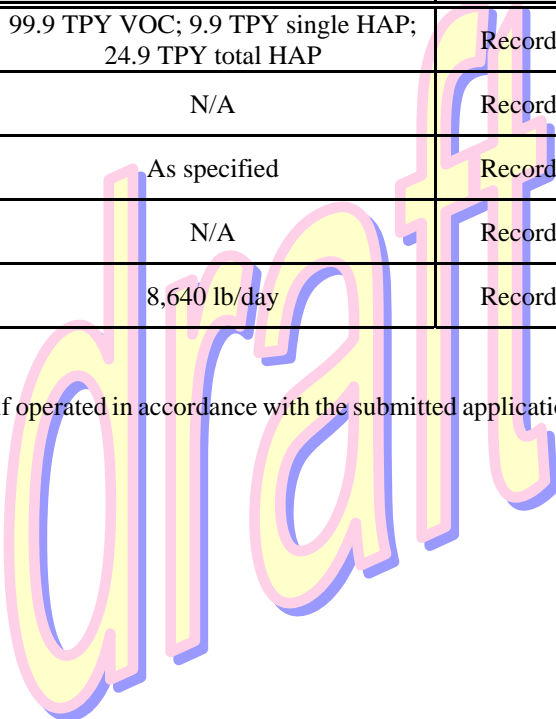 99.9 TPY VOC; 9.9 TPY single HAP;
24.9 TPY total HAP
Record
N/A
Record
As specified
Record
N/A
Record
8,640 lb/day
Record
f operated in accordance with the submitted applicati
draft